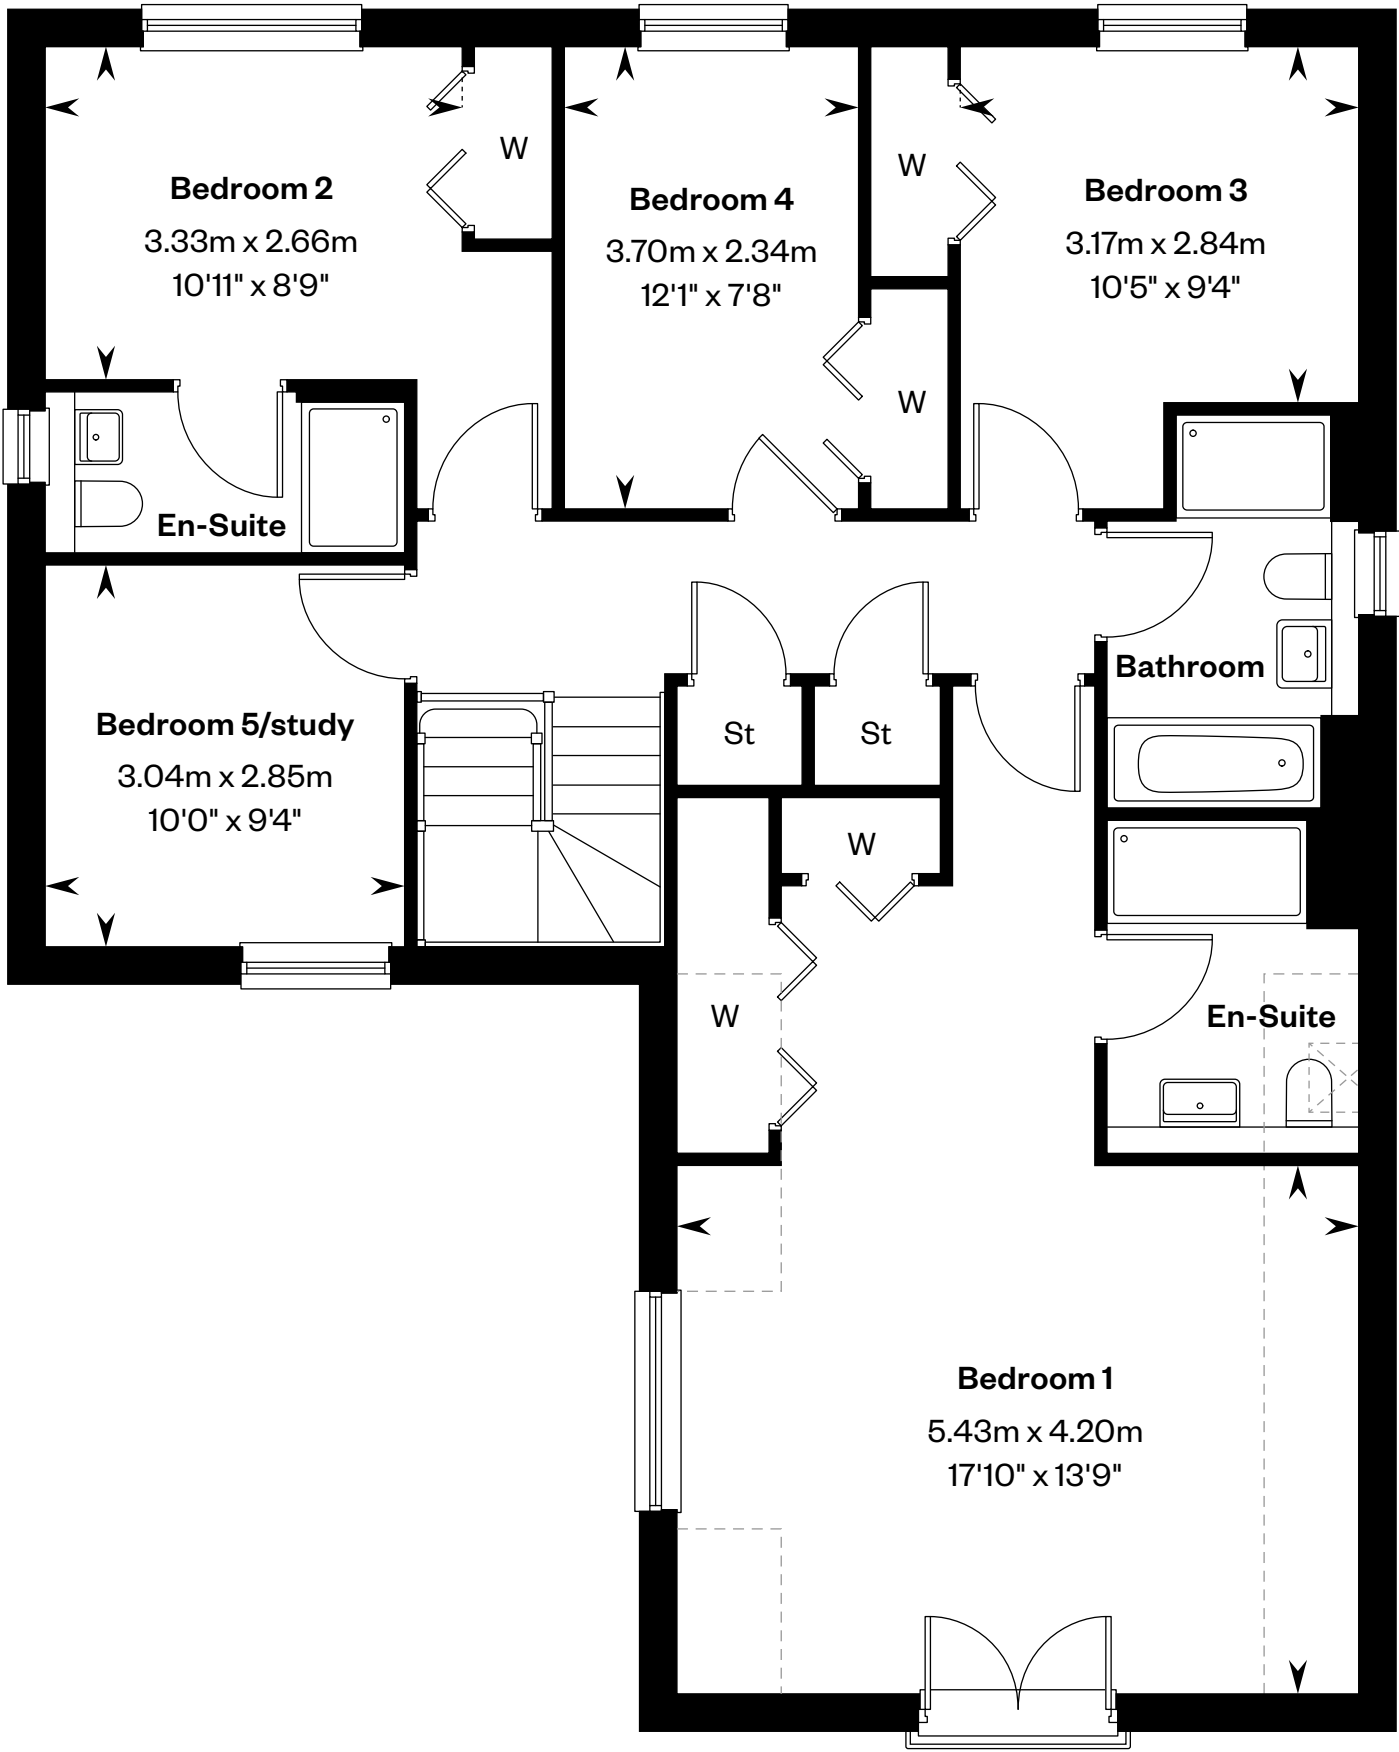 Bedroom 2
3.33m x 2.66m
10'11" x 8'9"
W
Bedroom 4
3.70m x 2.34m
12'1" x 7'8"
W
W
Bedroom 3
3.17m x 2.84m
10'5" x 9'4"
En-Suite
Bedroom 5/study
3.04m x 2.85m
10'0" x 9'4"
St
St
Bathroom
W
W
En-Suite
Bedroom 1
5.43m x 4.20m
17'10" x 13'9"